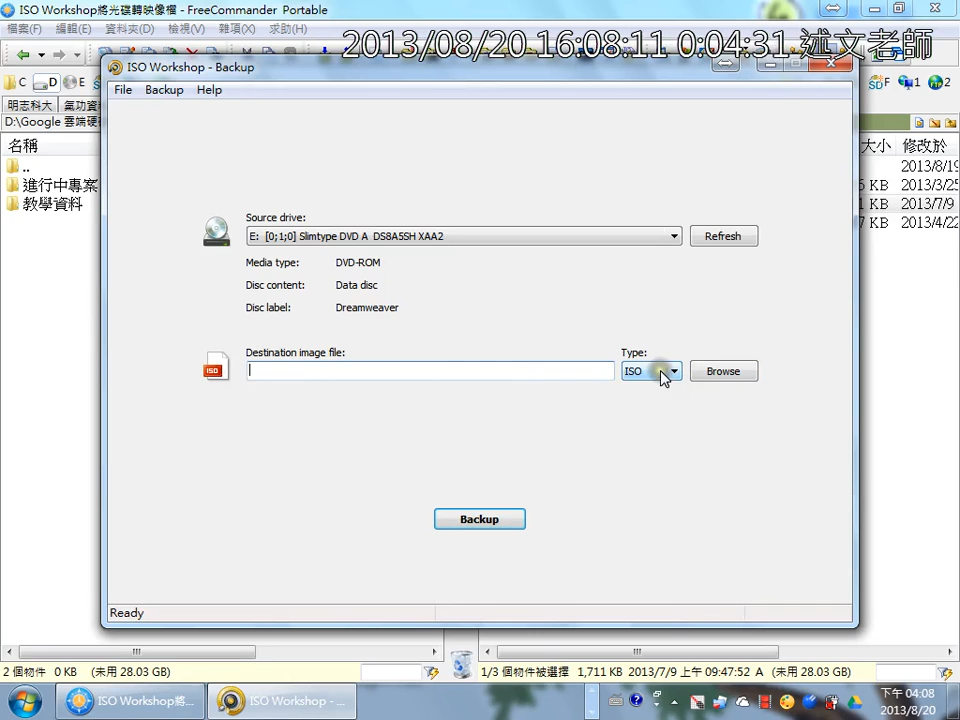 ISO Workshop將光碟轉映像檔 - FreeCommander Portable
檔案(F) 編輯(E) 資料夾(D) 檢視(V) 雜項(X) 求助(H)
2013/08/20 16:08:11 0:04:31 述文老師
ISO Workshop - Backup
C D E
F 1 2
File Backup Help
明志科大 氣功資
D:\Google 雲端硬
名稱
大小 修改於
..
2013/8/19
進行中專案
KB 2013/3/25
教學資料
KB 2013/7/9
KB 2013/4/22
Source drive:
E: [0;1;0] Slimtype DVD A DS8A5SH XAA2
Refresh
Media type: DVD-ROM
Disc content: Data disc
Disc label: Dreamweaver
Destination image file:
Type:
ISO
ISO
Browse
Backup
Ready
2 個物件 0 KB (未用 28.03 GB)
1/3 個物件被選擇 1,711 KB 2013/7/9 上午 09:47:52 A (未用 28.03 GB)
ISO Workshop將...
ISO Workshop - ...
下午 04:08
2013/8/20